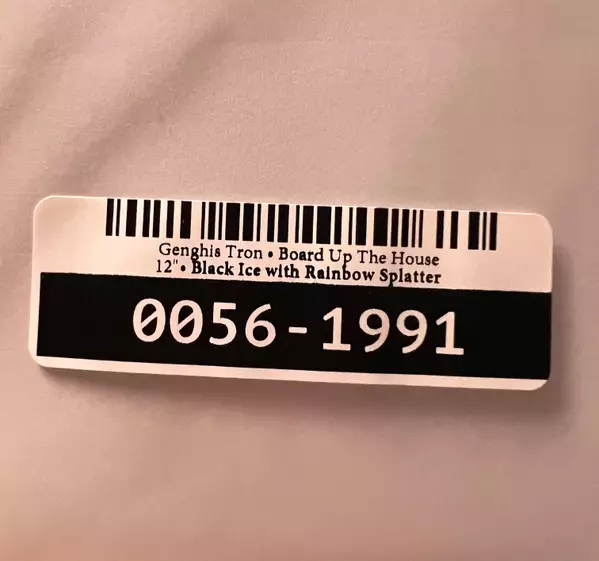 Genghis Tron • Board Up The House
12" • Black Ice with Rainbow Splatter
0056-1991